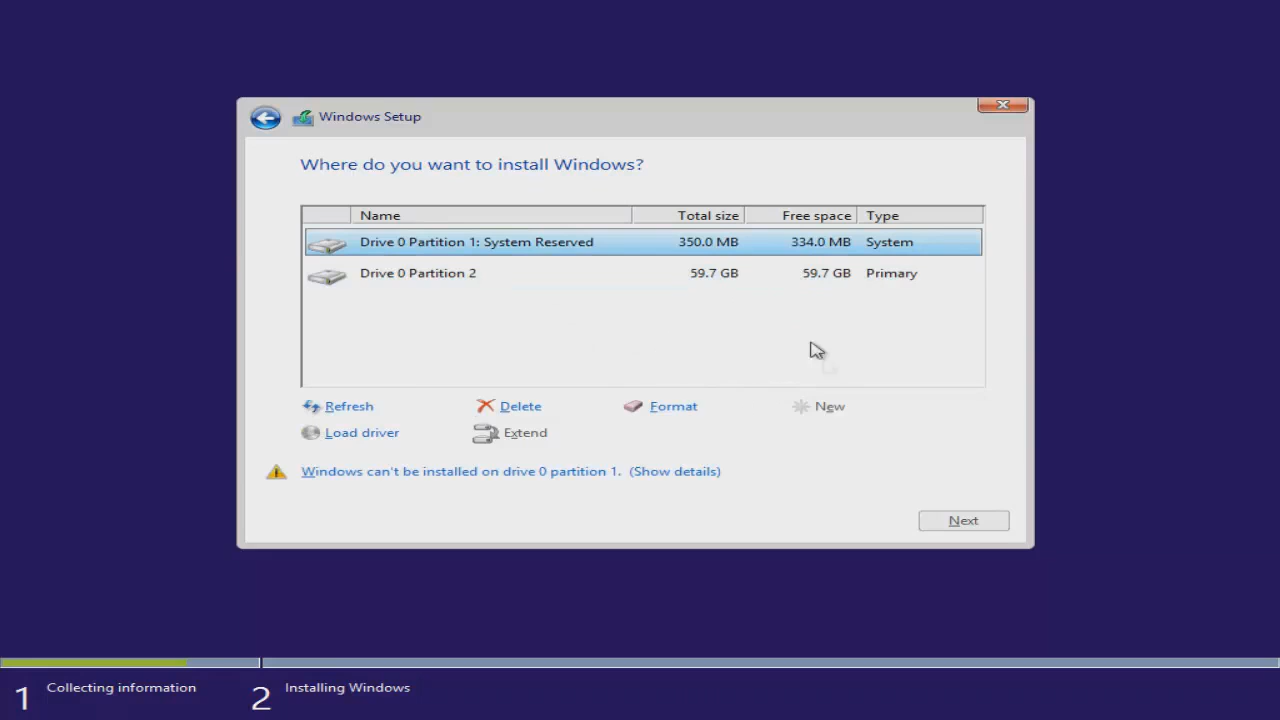 Windows Setup
Where do you want to install Windows?
Name Total size Free space Type
Drive 0 Partition 1: System Reserved 350.0 MB 334.0 MB System
Drive 0 Partition 2 59.7 GB 59.7 GB Primary
Refresh Delete Format New
Load driver Extend
Windows can't be installed on drive 0 partition 1. (Show details)
Next
1 Collecting information 2 Installing Windows